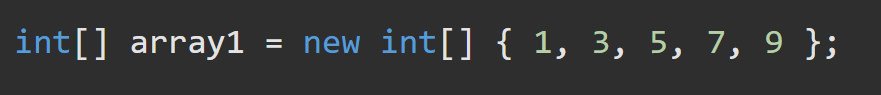 int[] array1 = new int[] { 1, 3, 5, 7, 9 };